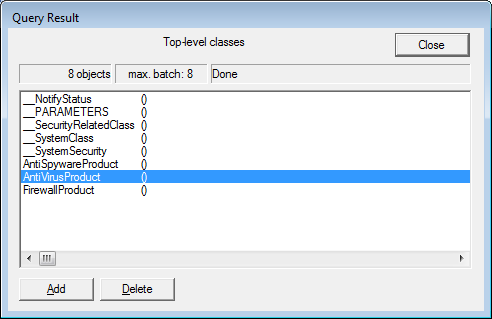 Query Result
Top-level classes
Close
8 objects max. batch: 8 Done
__NotifyStatus ()
__PARAMETERS ()
__SecurityRelatedClass ()
__SystemClass ()
__SystemSecurity ()
AntiSpywareProduct ()
AntiVirusProduct ()
FirewallProduct ()
Add Delete